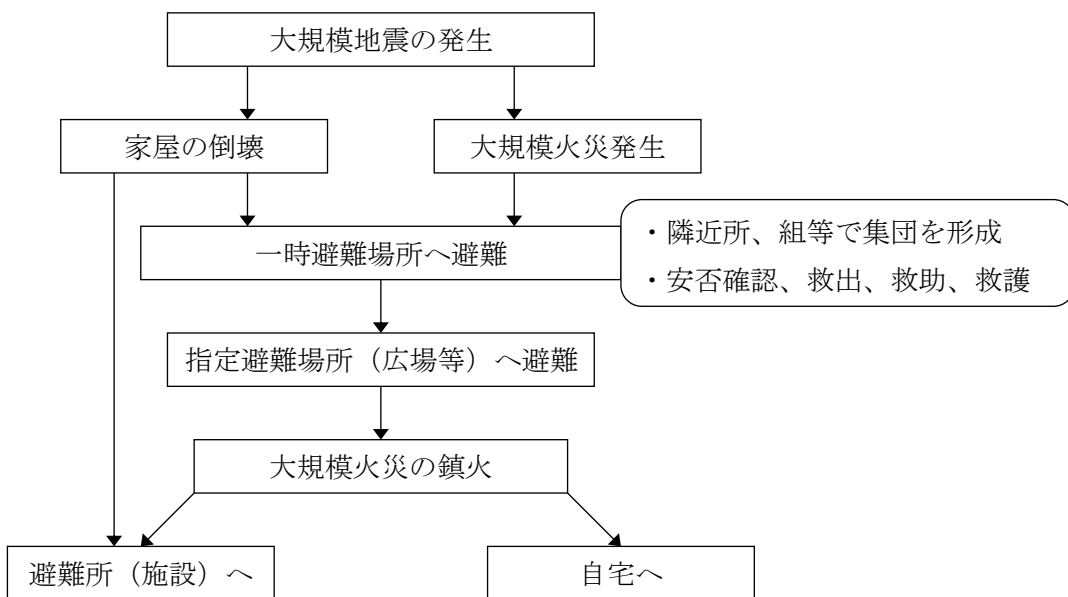 大規模地震の発生
家屋の倒壊
大規模火災発生
一時避難場所へ避難
・隣近所、組等で集団を形成
・安否確認、救出、救助、救護
指定避難場所（広場等）へ避難
大規模火災の鎮火
避難所（施設）へ
自宅へ